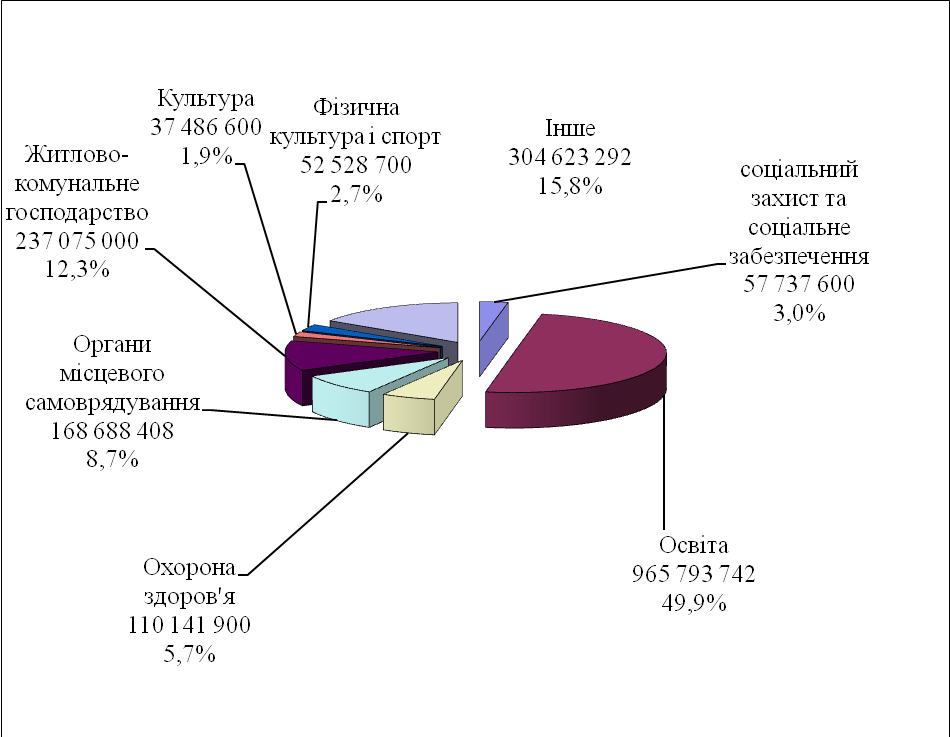 Культура
37 486 600
1,9%
Фізична
культура і спорт
52 528 700
2,7%
Інше
304 623 292
15,8%
соціальний
захист та
соціальне
забезпечення
57 737 600
3,0%
Житлово-
комунальне
господарство
237 075 000
12,3%
Органи
місцевого
самоврядування
168 688 408
8,7%
Охорона
здоров'я
110 141 900
5,7%
Освіта
965 793 742
49,9%